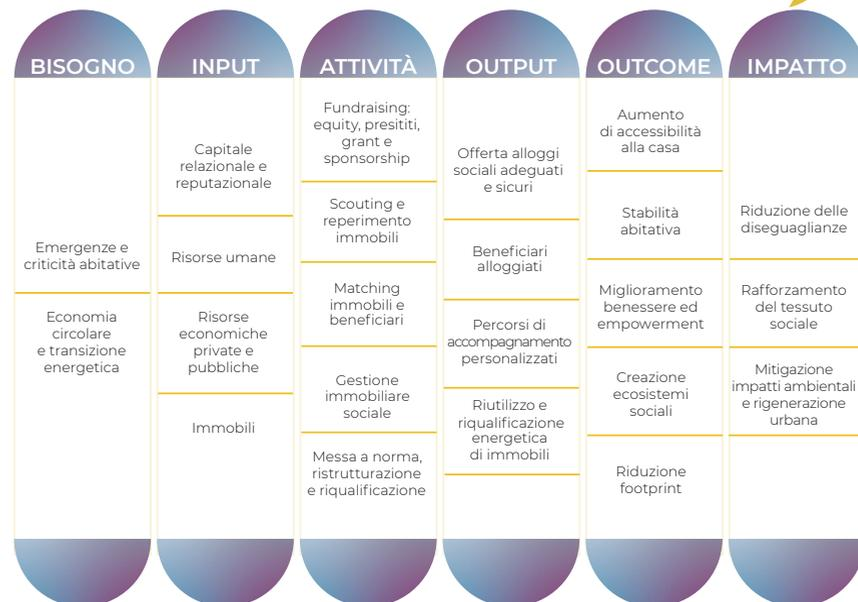 BISOGNO
Emergenze e
criticità abitative
Economia
circolare
e transizione
energetica
INPUT
Capitale
relazionale e
reputazionale
Risorse umane
Risorse
economiche
private e
pubbliche
Immobili
ATTIVITÀ
Fundraising:
equity, presititi,
grant e
sponsorship
Scouting e
reperimento
immobili
Matching
immobili e
beneficiari
Gestione
immobiliare
sociale
Messa a norma,
ristrutturazione
e riqualificazione
OUTPUT
Offerta alloggi
sociali adeguati
e sicuri
Beneficiari
alloggiati
Percorsi di
accompagnamento
personalizzati
Riutilizzo e
riqualificazione
energetica
di immobili
OUTCOME
Aumento
di accessibilità
alla casa
Stabilità
abitativa
Miglioramento
benessere ed
empowerment
Creazione
ecosistemi
sociali
Riduzione
footprint
IMPATTO
Riduzione delle
diseguaglianze
Rafforzamento
del tessuto
sociale
Mitigazione
impatti ambientali
e rigenerazione
urbana